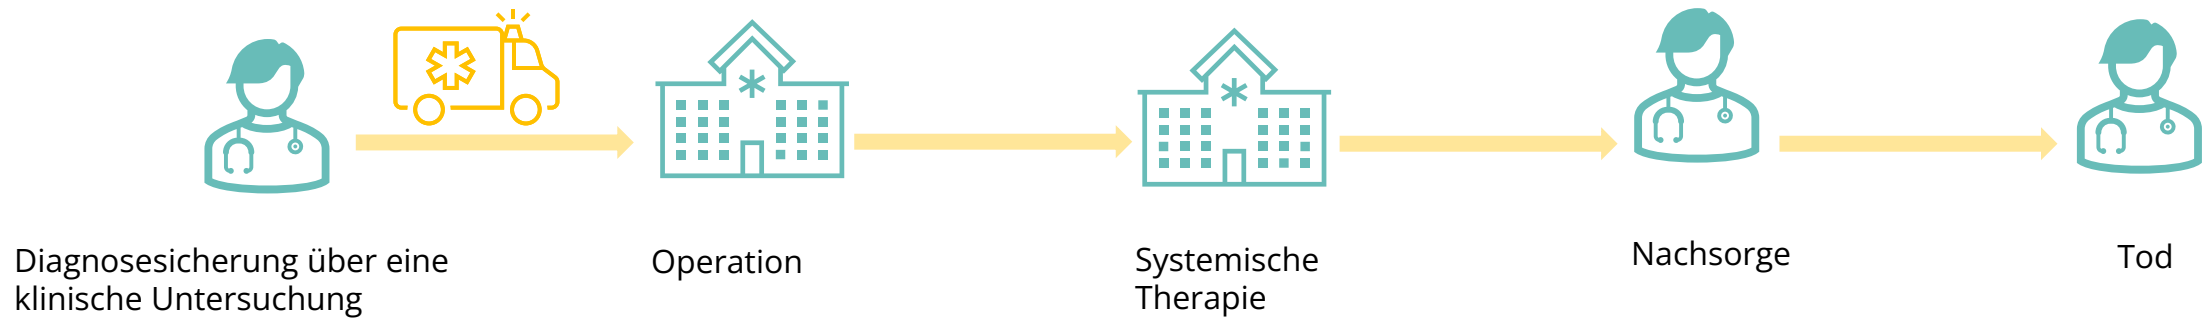 Diagnosesicherung über eine
klinische Untersuchung
Operation
Systemische
Therapie
Nachsorge
Tod